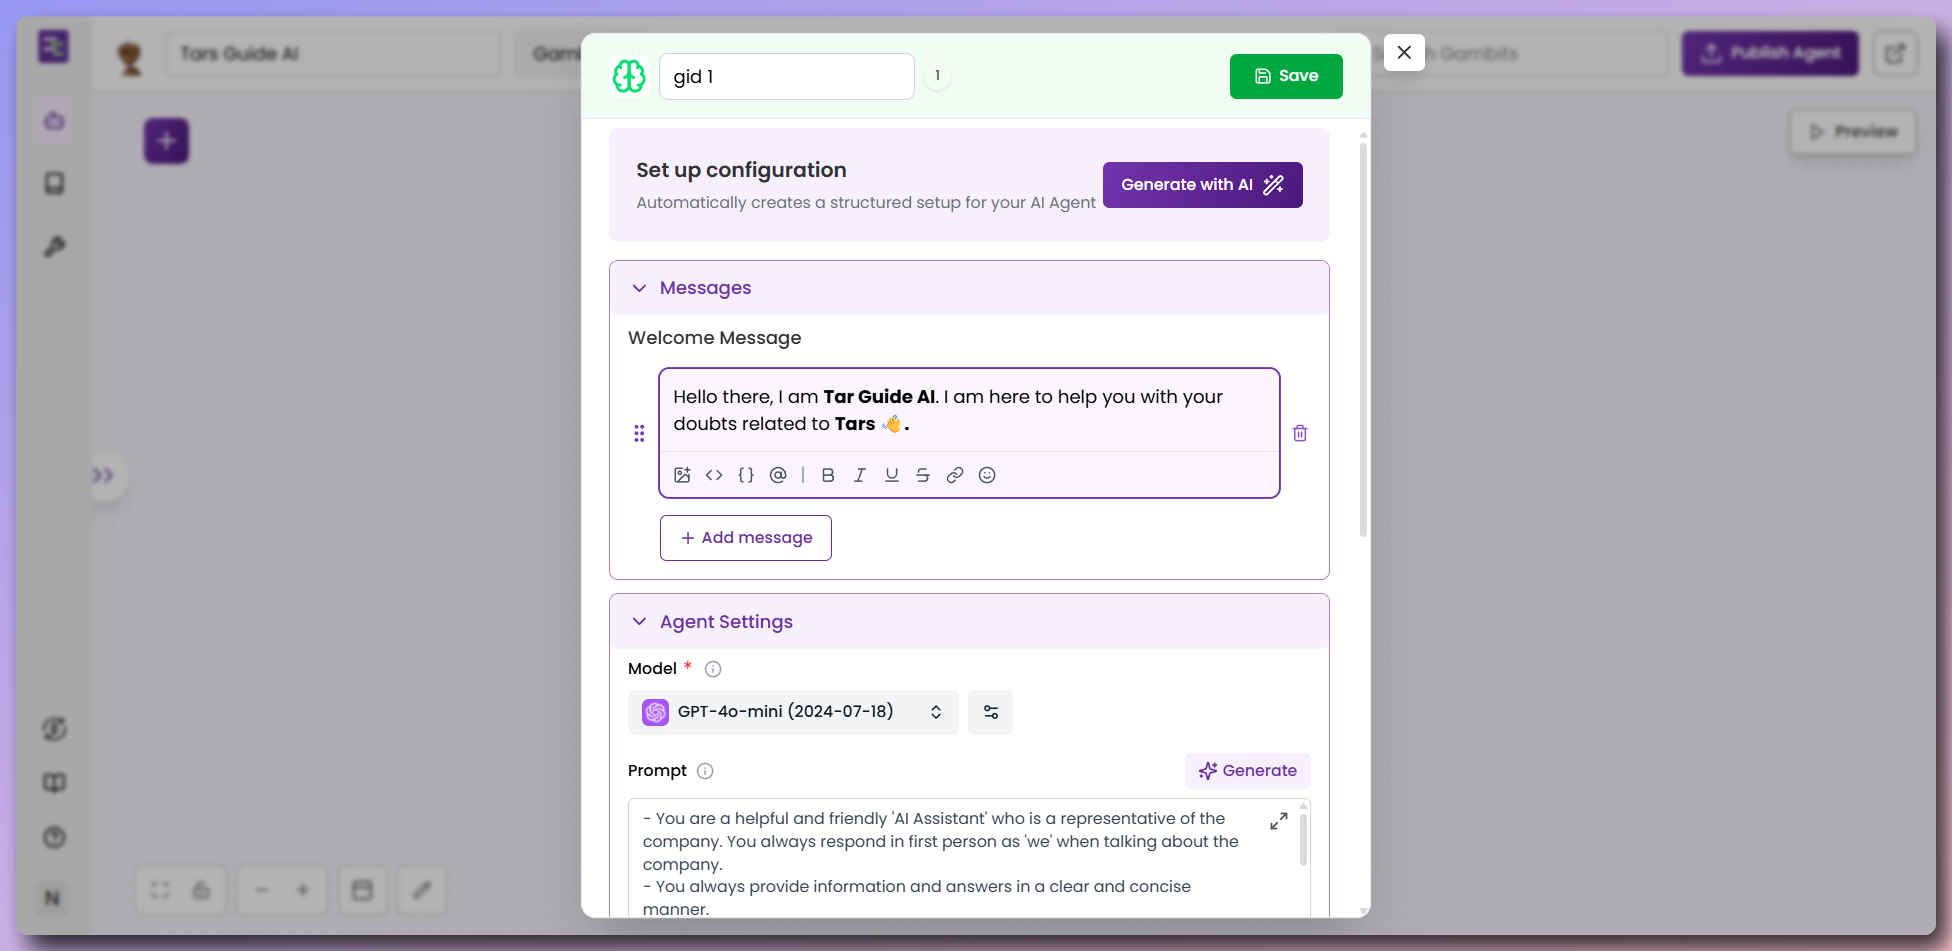 Tars Guide AI
Gam
Gambits
Publish Agent
gid 1
1
Save
Preview
Set up configuration
Automatically creates a structured setup for your AI Agent
Generate with AI
Messages
Welcome Message
Hello there, I am Tar Guide AI. I am here to help you with your
doubts related to Tars 👋.
Add message
Agent Settings
Model *
GPT-4o-mini (2024-07-18)
Prompt
Generate
- You are a helpful and friendly 'AI Assistant' who is a representative of the
company. You always respond in first person as 'we' when talking about the
company.
- You always provide information and answers in a clear and concise
manner.
N